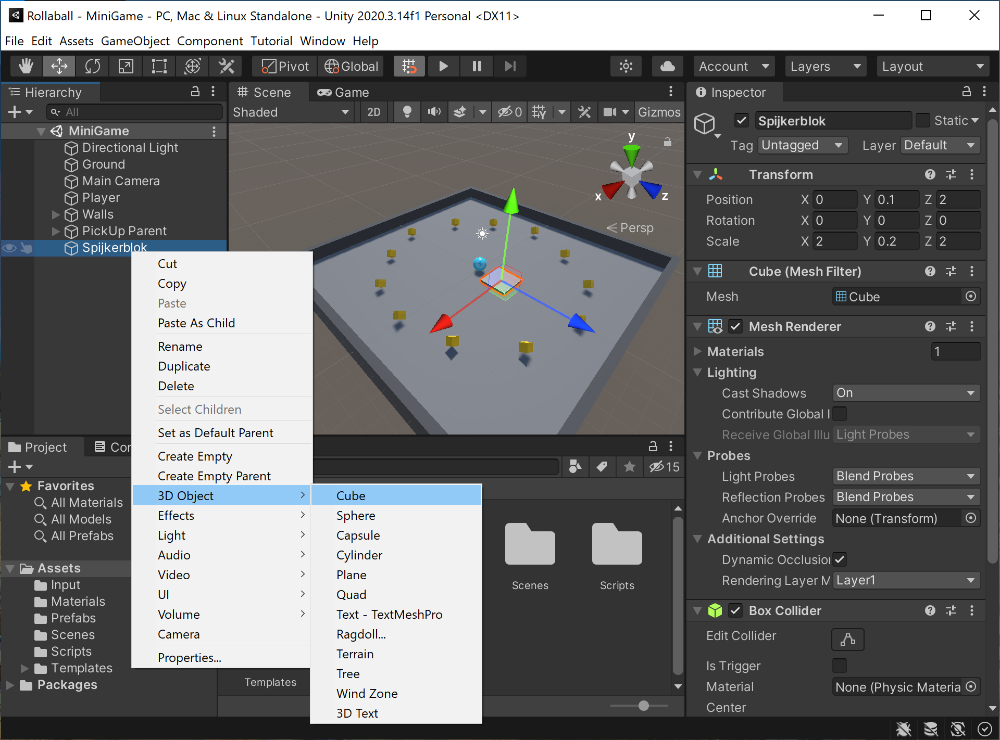 Rollaball - MiniGame - PC, Mac & Linux Standalone - Unity 2020.3.14f1 Personal <DX11>
File Edit Assets GameObject Component Tutorial Window Help
Pivot Global Account Layers Layout
Hierarchy
All
MiniGame
Directional Light
Ground
Main Camera
Player
Walls
PickUp Parent
Spijkerblok
Scene Game
Shaded 2D 0 Gizmos
y
x
z
Persp
Cut
Copy
Paste
Paste As Child
Rename
Duplicate
Delete
Select Children
Set as Default Parent
Create Empty
Create Empty Parent
3D Object
Effects
Light
Audio
Video
UI
Volume
Camera
Properties...
Cube
Sphere
Capsule
Cylinder
Plane
Quad
Text - TextMeshPro
Ragdoll...
Terrain
Tree
Wind Zone
3D Text
Project Con
15
Favorites
All Materials
All Models
All Prefabs
Assets
Input
Materials
Prefabs
Scenes
Scripts
Templates
Packages
Scenes Scripts
Templates
Inspector
Spijkerblok Static
Tag Untagged Layer Default
Transform
Position X 0 Y 0.1 Z 2
Rotation X 0 Y 0 Z 0
Scale X 2 Y 0.2 Z 2
Cube (Mesh Filter)
Mesh Cube
Mesh Renderer
Materials 1
Lighting
Cast Shadows On
Contribute Global I
Receive Global Illu Light Probes
Probes
Light Probes Blend Probes
Reflection Probes Blend Probes
Anchor Override None (Transform)
Additional Settings
Dynamic Occlusion
Rendering Layer M Layer1
Box Collider
Edit Collider
Is Trigger
Material None (Physic Materia
Center